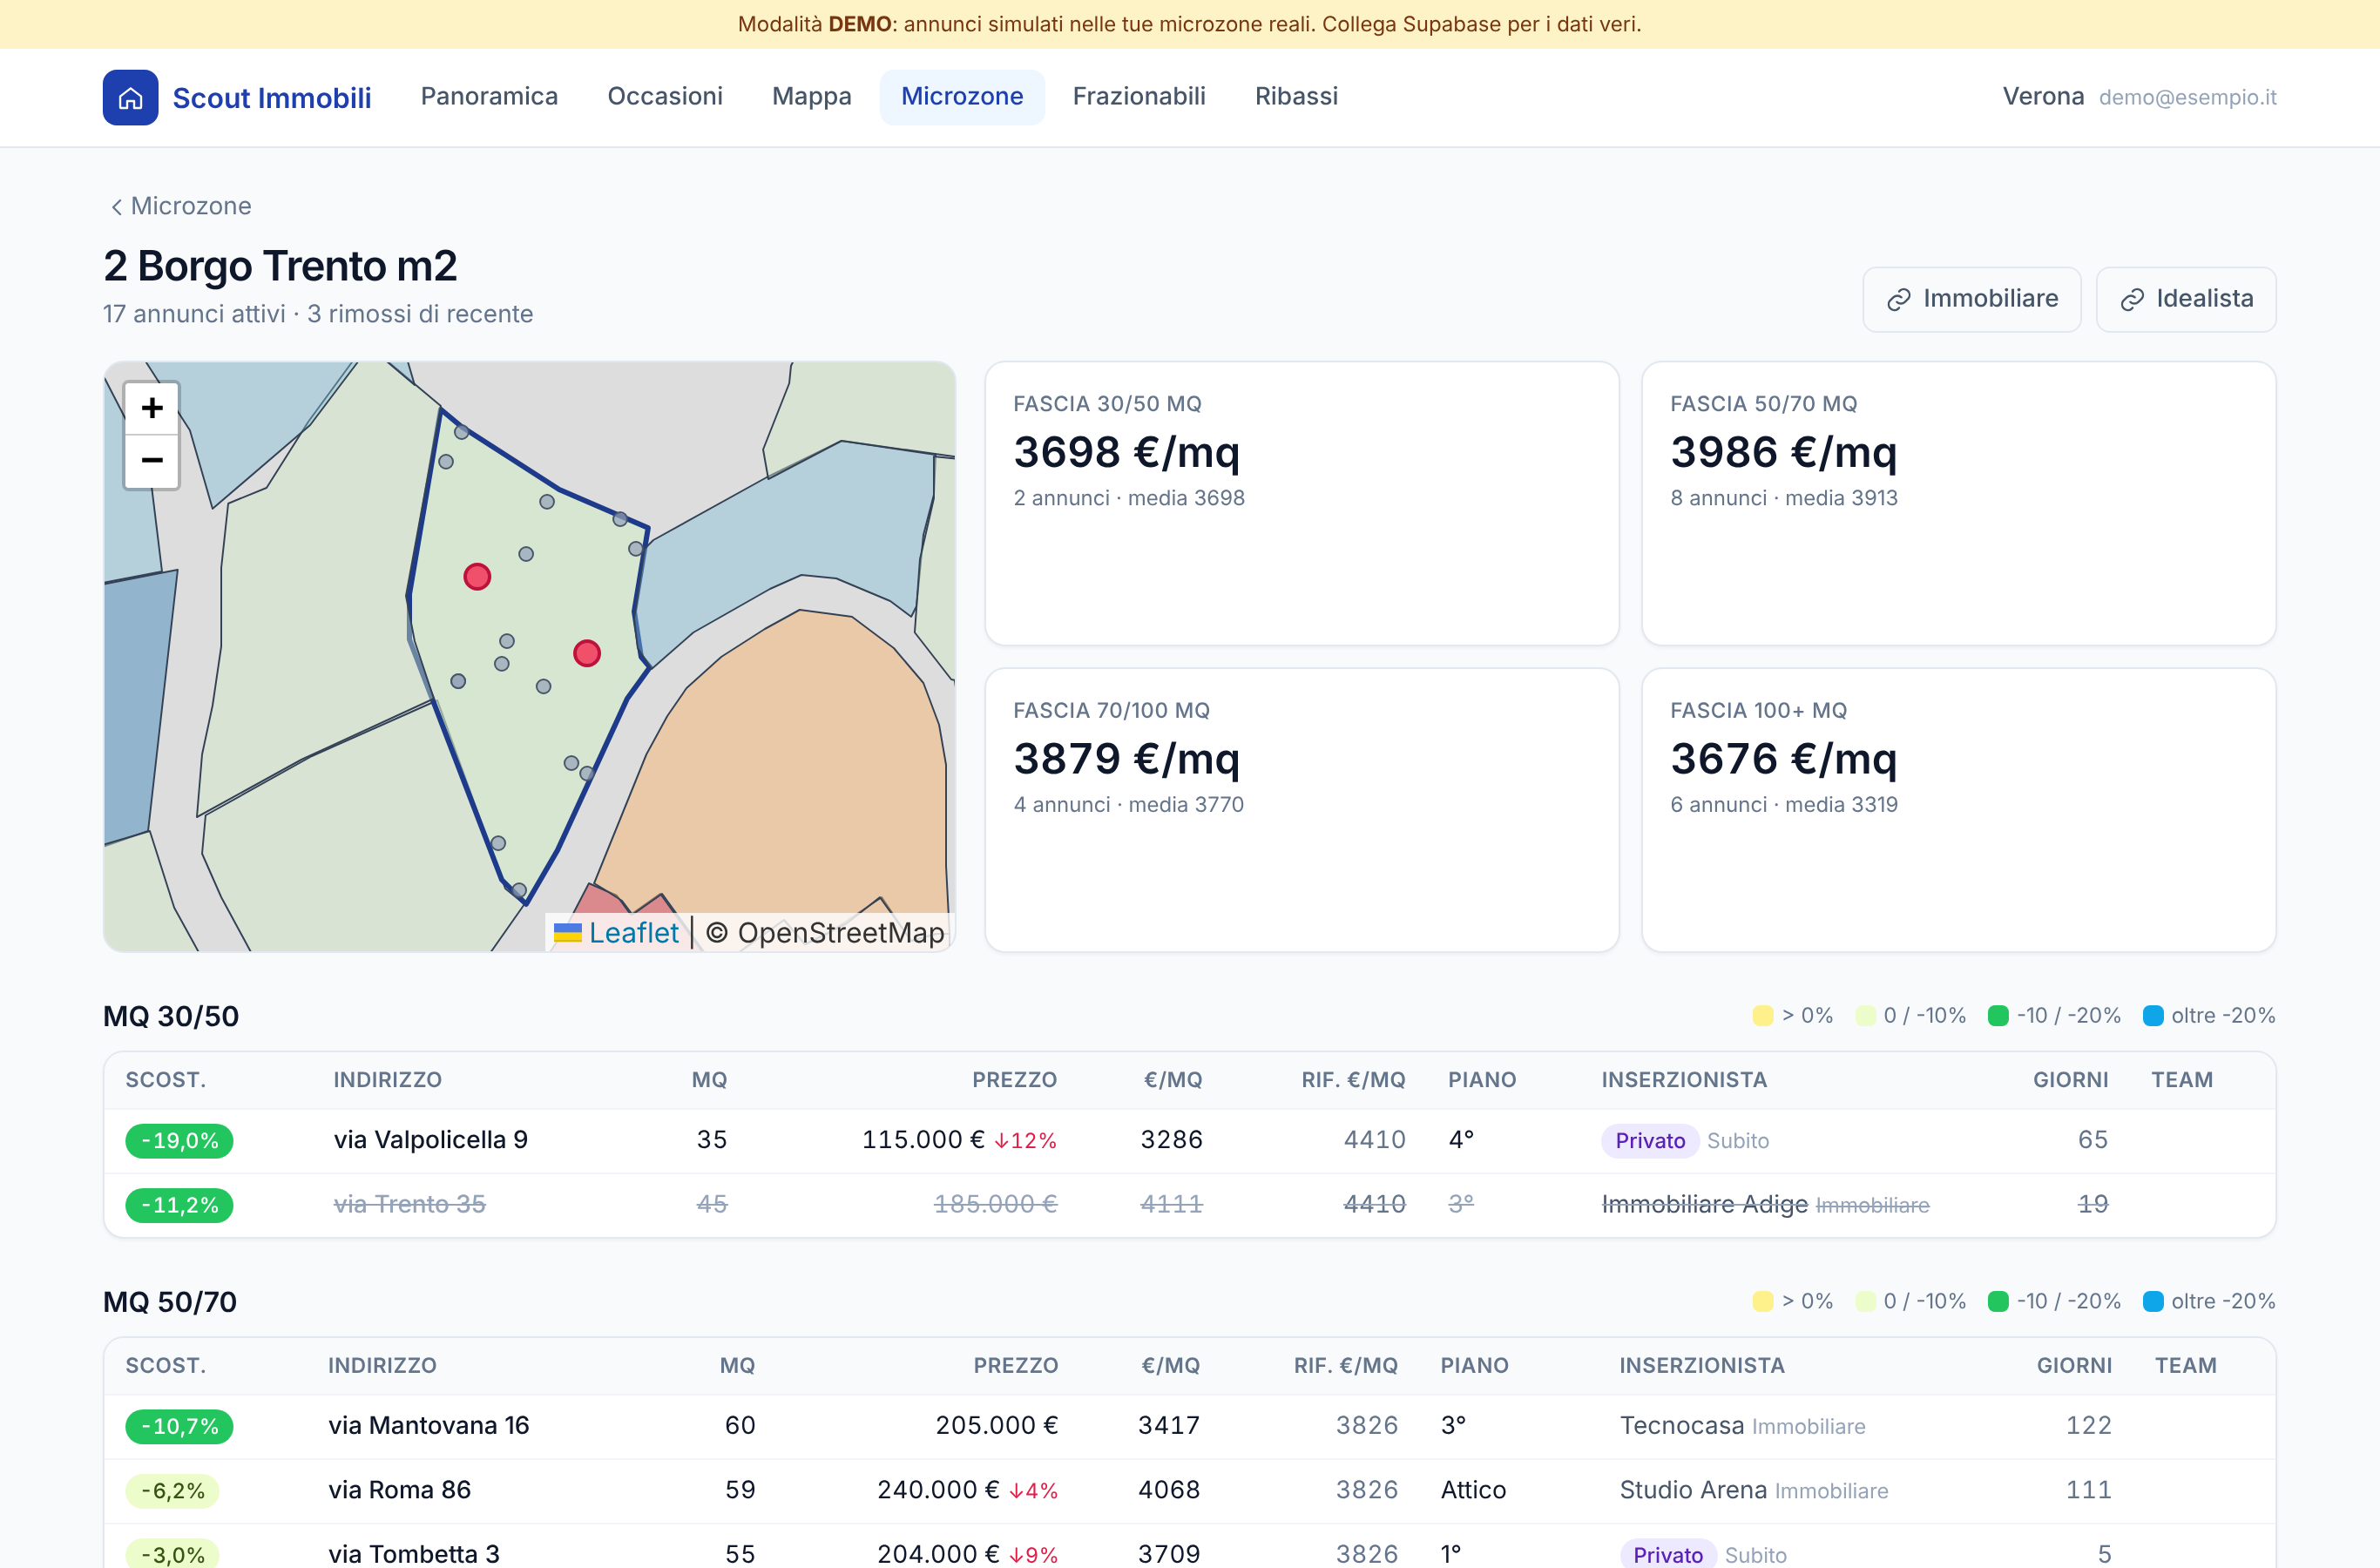 Modalità DEMO: annunci simulati nelle tue microzone reali. Collega Supabase per i dati veri.
Scout Immobili Panoramica Occasioni Mappa Microzone Frazionabili Ribassi Verona demo@esempio.it
Microzone
2 Borgo Trento m2
17 annunci attivi · 3 rimossi di recente
Immobiliare Idealista
+
−
Leaflet | © OpenStreetMap
FASCIA 30/50 MQ
3698 €/mq
2 annunci · media 3698
FASCIA 50/70 MQ
3986 €/mq
8 annunci · media 3913
FASCIA 70/100 MQ
3879 €/mq
4 annunci · media 3770
FASCIA 100+ MQ
3676 €/mq
6 annunci · media 3319
MQ 30/50 > 0% 0 / -10% -10 / -20% oltre -20%
SCOST. INDIRIZZO MQ PREZZO €/MQ RIF. €/MQ PIANO INSERZIONISTA GIORNI TEAM
-19,0% via Valpolicella 9 35 115.000 € ↓12% 3286 4410 4° Privato Subito 65
-11,2% via Trento 35 45 185.000 € 4111 4410 3° Immobiliare Adige Immobiliare 19
MQ 50/70 > 0% 0 / -10% -10 / -20% oltre -20%
SCOST. INDIRIZZO MQ PREZZO €/MQ RIF. €/MQ PIANO INSERZIONISTA GIORNI TEAM
-10,7% via Mantovana 16 60 205.000 € 3417 3826 3° Tecnocasa Immobiliare 122
-6,2% via Roma 86 59 240.000 € ↓4% 4068 3826 Attico Studio Arena Immobiliare 111
-3,0% via Tombetta 3 55 204.000 € ↓9% 3709 3826 1° Privato Subito 5